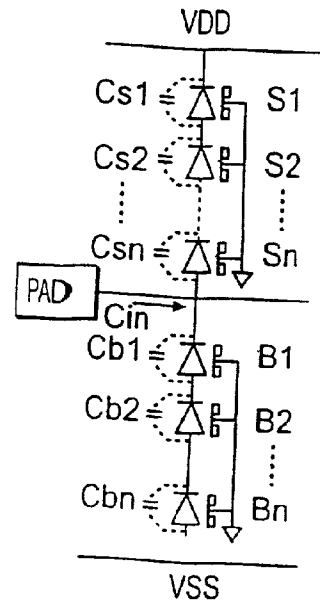 VDD
Cs1 S1
Cs2 S2
Csn Sn
PAD
Cin
Cb1 B1
Cb2 B2
Cbn Bn
VSS